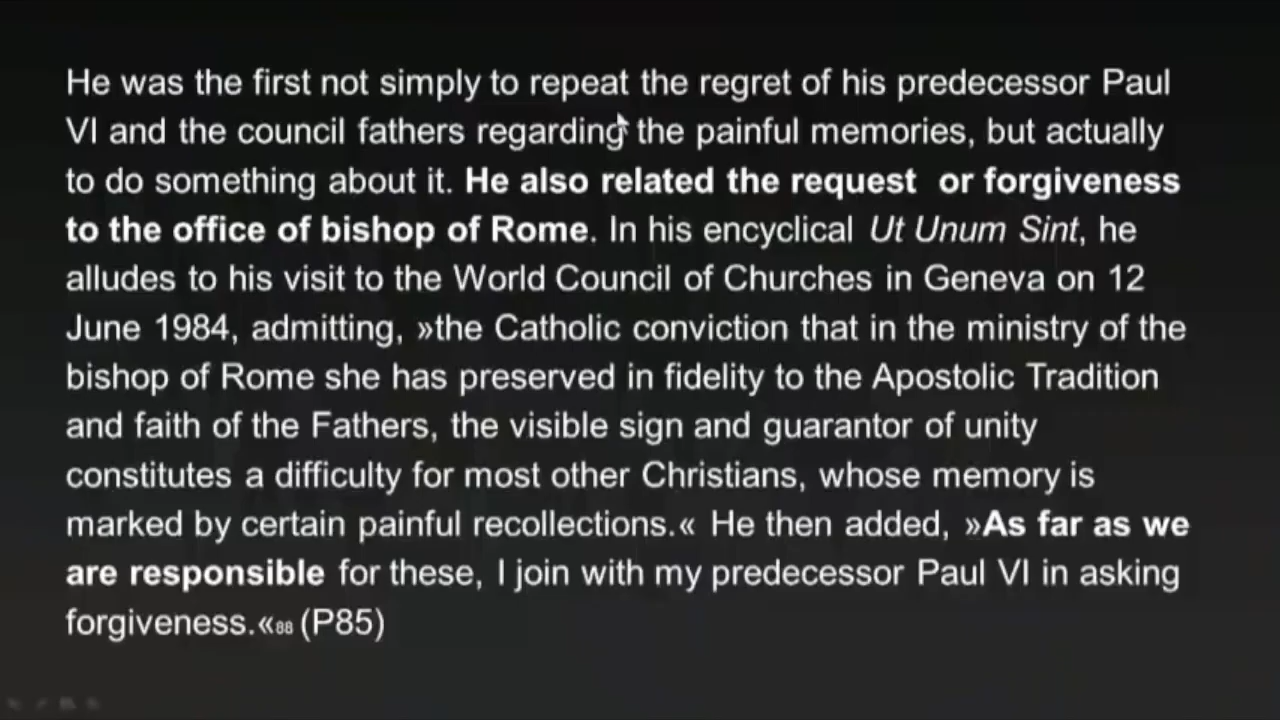 He was the first not simply to repeat the regret of his predecessor Paul
VI and the council fathers regarding the painful memories, but actually
to do something about it. He also related the request  or forgiveness
to the office of bishop of Rome. In his encyclical Ut Unum Sint, he
alludes to his visit to the World Council of Churches in Geneva on 12
June 1984, admitting, »the Catholic conviction that in the ministry of the
bishop of Rome she has preserved in fidelity to the Apostolic Tradition
and faith of the Fathers, the visible sign and guarantor of unity
constitutes a difficulty for most other Christians, whose memory is
marked by certain painful recollections.« He then added, »As far as we
are responsible for these, I join with my predecessor Paul VI in asking
forgiveness.«88 (P85)